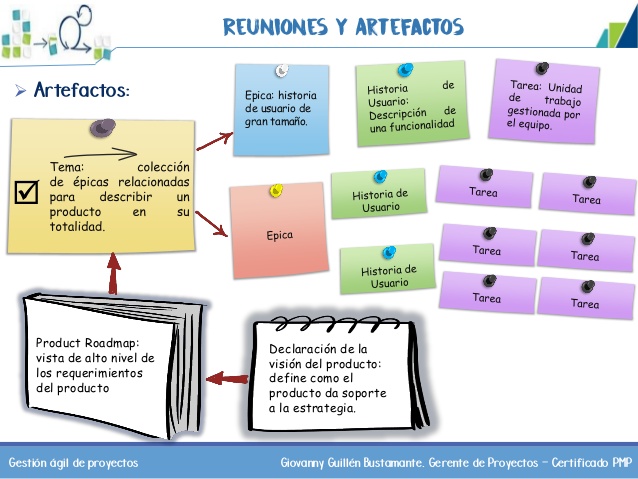 REUNIONES Y ARTEFACTOS
➢ Artefactos:
Tema: colección
de épicas relacionadas
para describir un
producto en su
totalidad.
Epica: historia
de usuario de
gran tamaño.
Historia de
Usuario:
Descripción de
una funcionalidad
Tarea: Unidad
de trabajo
gestionada por
el equipo.
Epica
Historia de
Usuario
Historia de
Usuario
Tarea
Tarea
Tarea
Tarea
Tarea
Tarea
Product Roadmap:
vista de alto nivel de
los requerimientos
del producto
Declaración de la
visión del producto:
define como el
producto da soporte
a la estrategia.
Gestión ágil de proyectos
Giovanny Guillén Bustamante. Gerente de Proyectos – Certificado PMP